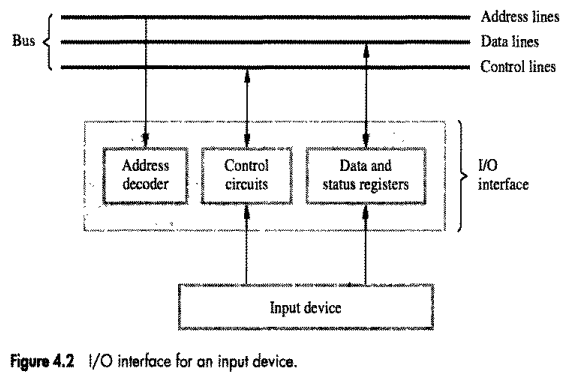 Address lines
Bus
Data lines
Control lines
Address
decoder
Control
circuits
Data and
status registers
I/O
interface
Input device
Figure 4.2 I/O interface for an input device.